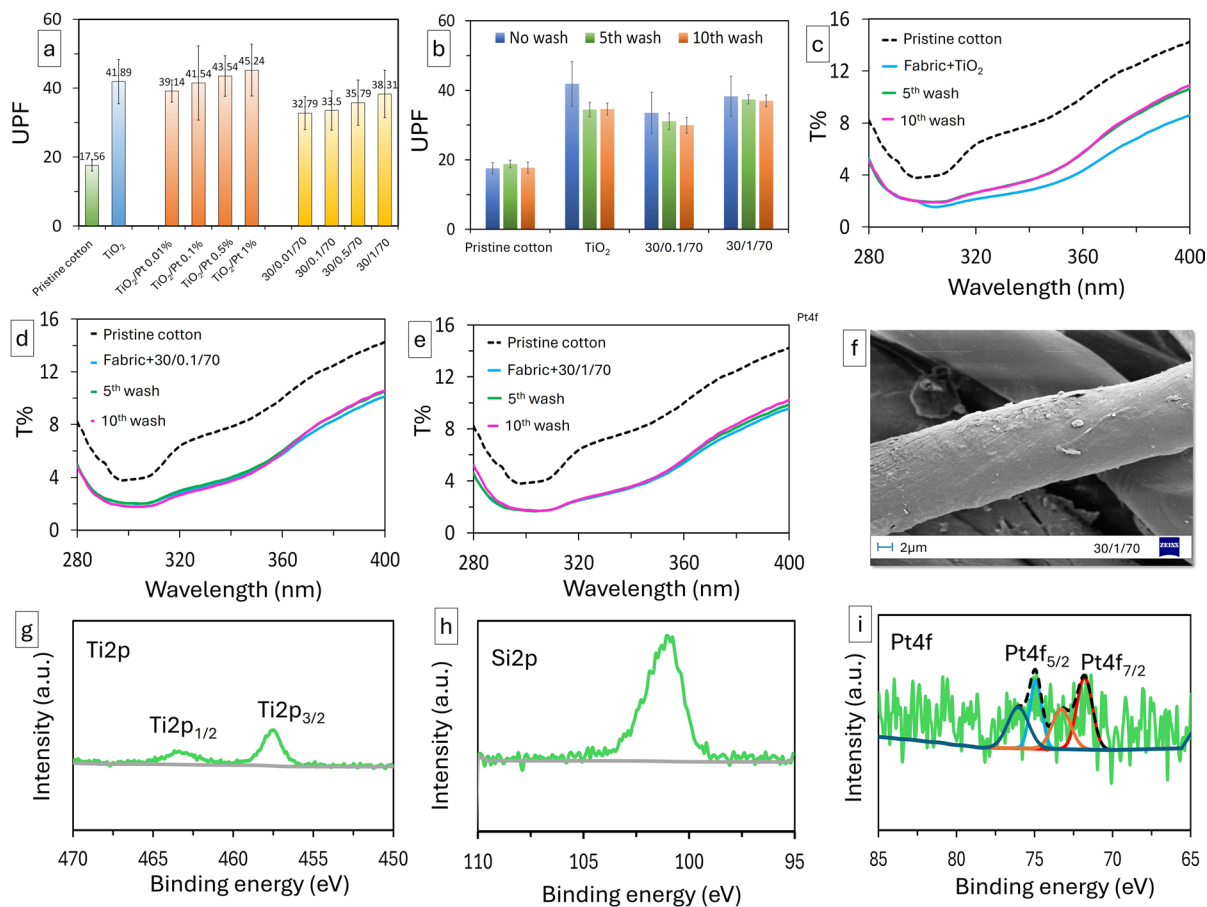 a
UPF
60
40
20
0
17,56
41,89
39,14
41,54
43,54
45,24
32,79
33,5
35,79
38,31
Pristine cotton
TiO₂
TiO₂/Pt 0.01%
TiO₂/Pt 0.1%
TiO₂/Pt 0.5%
TiO₂/Pt 1%
30/0.01/70
30/0.1/70
30/0.5/70
30/1/70
b
UPF
60
50
40
30
20
10
0
No wash
5th wash
10th wash
Pristine cotton
TiO₂
30/0.1/70
30/1/70
c
T%
16
12
8
4
0
Pristine cotton
Fabric+TiO₂
5th wash
10th wash
280
320
360
400
Wavelength (nm)
d
T%
16
12
8
4
0
Pristine cotton
Fabric+30/0.1/70
5th wash
10th wash
280
320
360
400
Wavelength (nm)
e
T%
16
12
8
4
0
Pristine cotton
Fabric+30/1/70
5th wash
10th wash
280
320
360
400
Wavelength (nm)
Pt4f
f
2µm
30/1/70
ZEISS
g
Ti2p
Ti2p1/2
Ti2p3/2
Intensity (a.u.)
470
465
460
455
450
Binding energy (eV)
h
Si2p
Intensity (a.u.)
110
105
100
95
Binding energy (eV)
i
Pt4f
Pt4f5/2
Pt4f7/2
Intensity (a.u.)
85
80
75
70
65
Binding energy (eV)